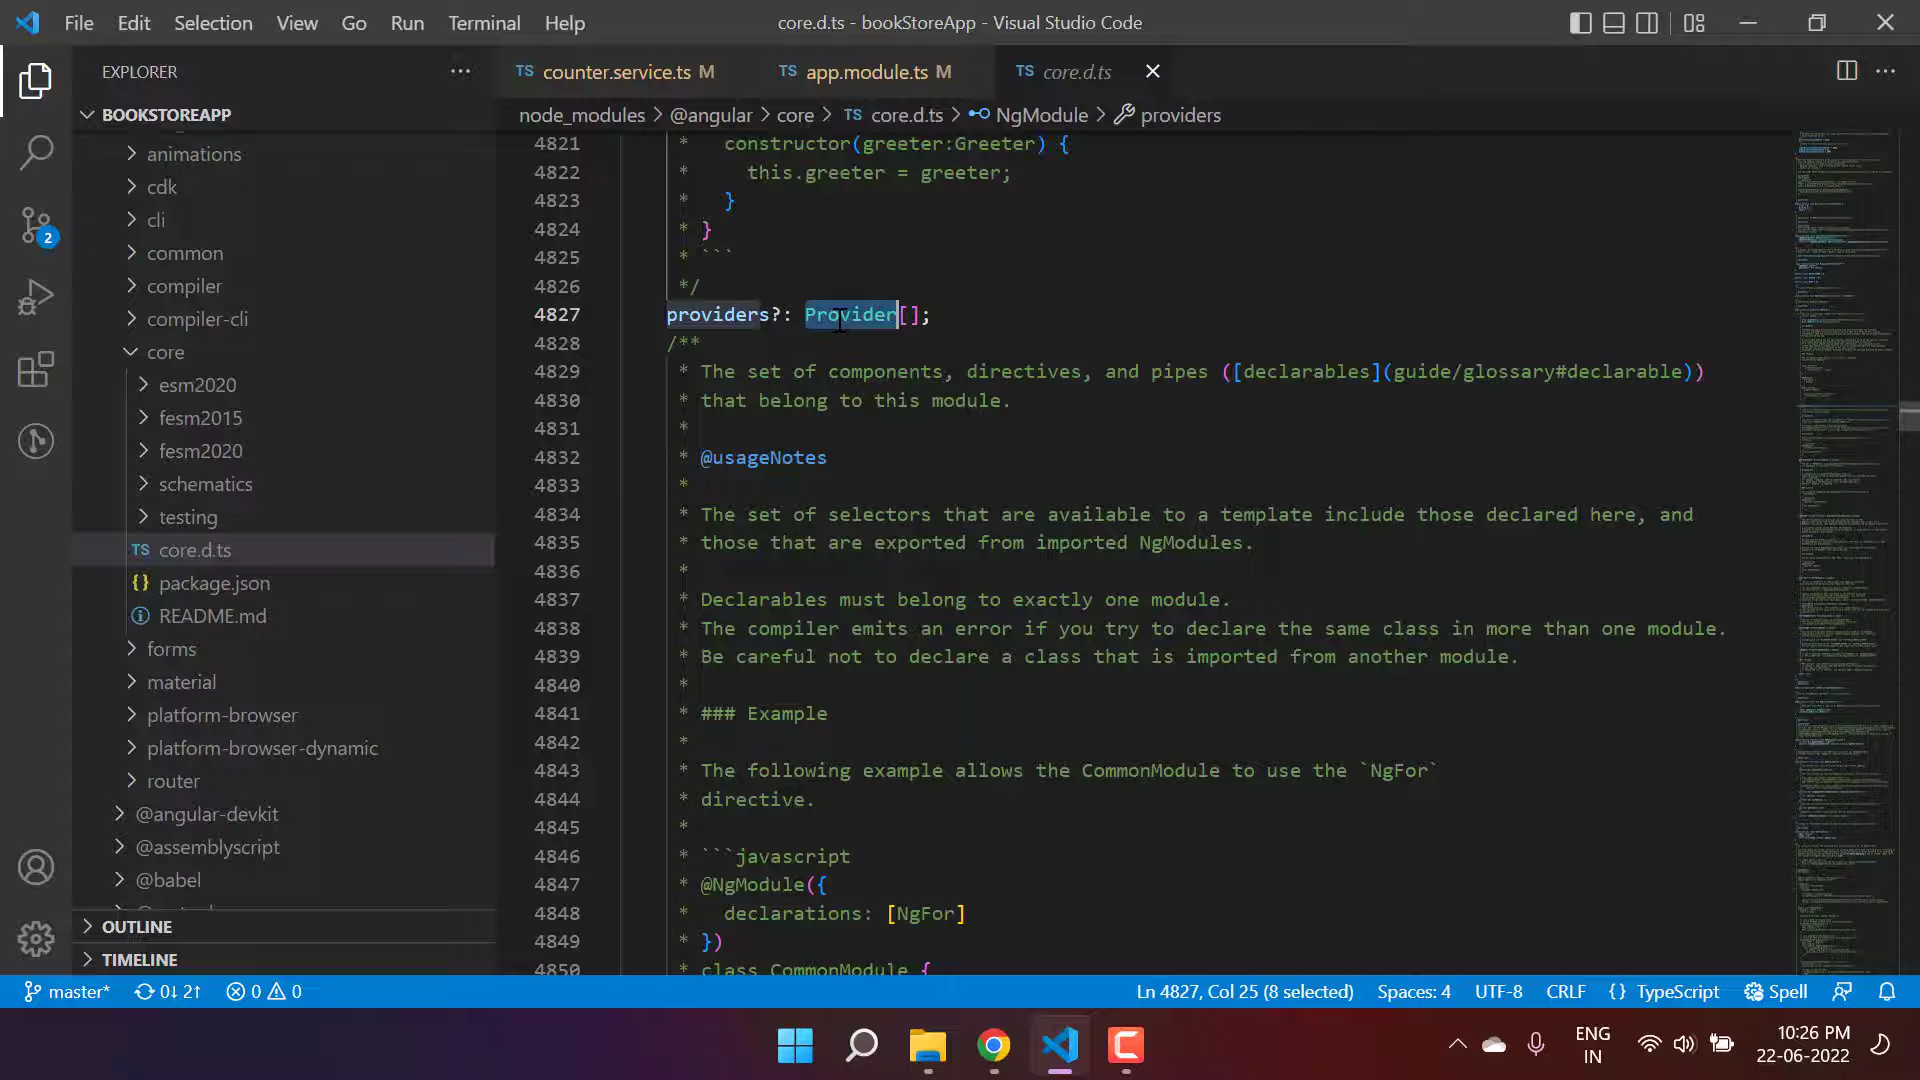 File Edit Selection View Go Run Terminal Help
core.d.ts - bookStoreApp - Visual Studio Code
EXPLORER
BOOKSTOREAPP
animations
cdk
cli
common
compiler
compiler-cli
core
esm2020
fesm2015
fesm2020
schematics
testing
TS core.d.ts
{} package.json
README.md
forms
material
platform-browser
platform-browser-dynamic
router
@angular-devkit
@assemblyscript
@babel
OUTLINE
TIMELINE
2
TS counter.service.ts M
TS app.module.ts M
TS core.d.ts
node_modules > @angular > core > TS core.d.ts > NgModule > providers
4821 *   constructor(greeter:Greeter) {
4822 *     this.greeter = greeter;
4823 *   }
4824 * }
4825 * ```
4826 */
4827 providers?: Provider[];
4828 /**
4829 * The set of components, directives, and pipes ([declarables](guide/glossary#declarable))
4830 * that belong to this module.
4831 *
4832 * @usageNotes
4833 *
4834 * The set of selectors that are available to a template include those declared here, and
4835 * those that are exported from imported NgModules.
4836 *
4837 * Declarables must belong to exactly one module.
4838 * The compiler emits an error if you try to declare the same class in more than one module.
4839 * Be careful not to declare a class that is imported from another module.
4840 *
4841 * ### Example
4842 *
4843 * The following example allows the CommonModule to use the `NgFor`
4844 * directive.
4845 *
4846 * ```javascript
4847 * @NgModule({
4848 *   declarations: [NgFor]
4849 * })
4850 * class CommonModule {
master* 0↓ 2↑ 0 0
Ln 4827, Col 25 (8 selected) Spaces: 4 UTF-8 CRLF {} TypeScript Spell
ENG
IN
10:26 PM
22-06-2022